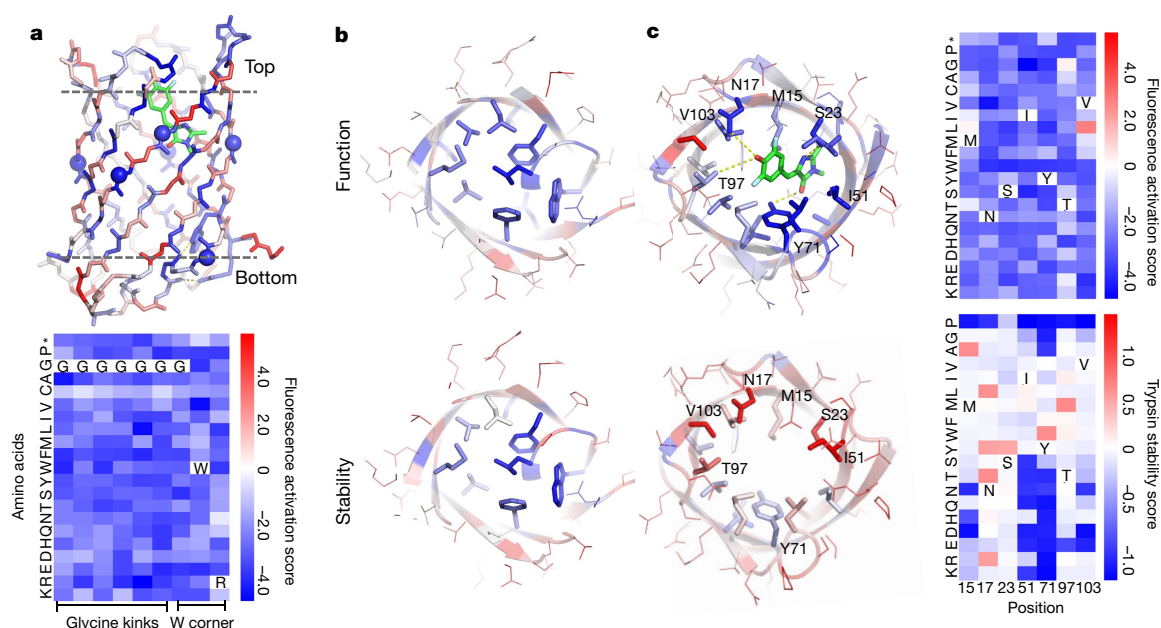 a
b
c
Top
Bottom
Function
Stability
N17
M15
S23
V103
T97
I51
Y71
N17
M15
V103
S23
T97
I51
Y71
KREDHQNTSYWFMLIVCAGP*
V
I
M
Y
S
T
N
4.0
2.0
0
−2.0
−4.0
Fluorescence activation score
KREDHQNTSYWFMLIVAGP
V
I
M
Y
S
T
N
1.0
0.5
0
−0.5
−1.0
Trypsin stability score
15 17 23 51 71 97 103
Position
Amino acids
KREDHQNTSYWFMLIVCAGP*
G G G G G G G
W
R
4.0
2.0
0
−2.0
−4.0
Fluorescence activation score
Glycine kinks
W corner